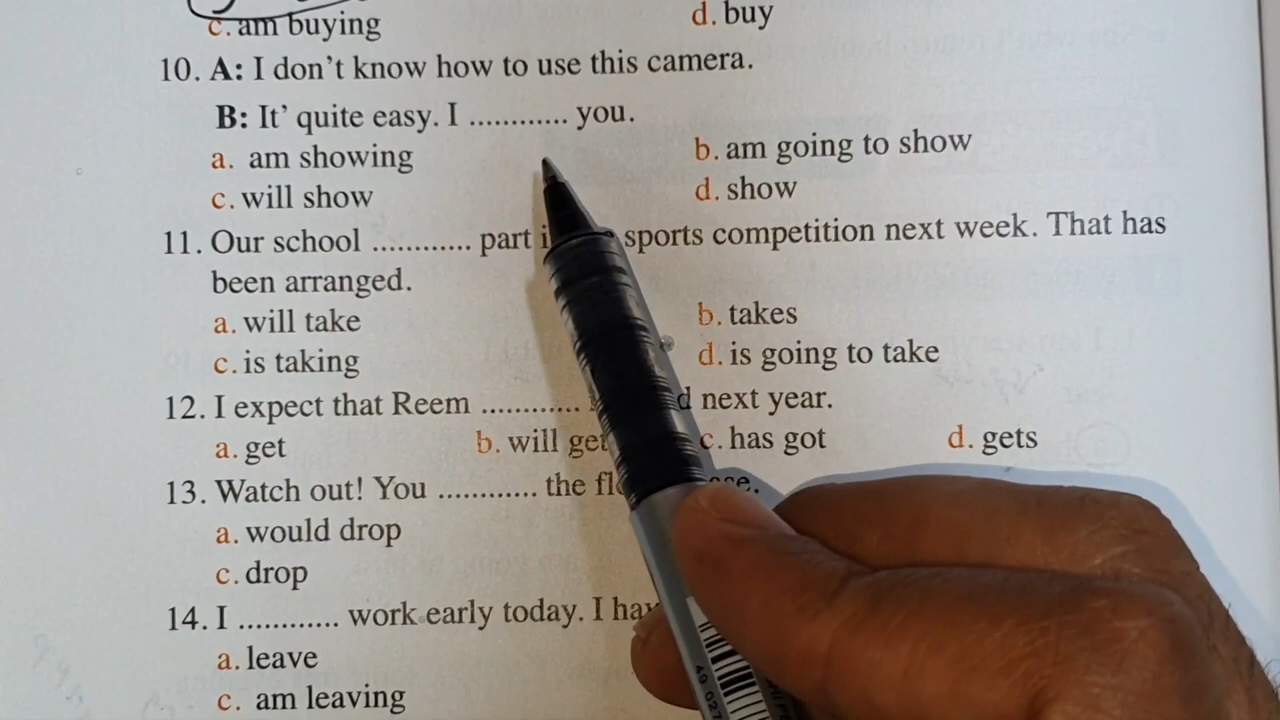 c. am buying d. buy
10. A: I don't know how to use this camera.
B: It' quite easy. I ............ you.
a. am showing b. am going to show
c. will show d. show
11. Our school ............ part sports competition next week. That has
been arranged.
a. will take b. takes
c. is taking d. is going to take
12. I expect that Reem ............ next year.
a. get b. will get c. has got d. gets
13. Watch out! You ............ the
a. would drop
c. drop
14. I ............ work early today. I
a. leave
c. am leaving